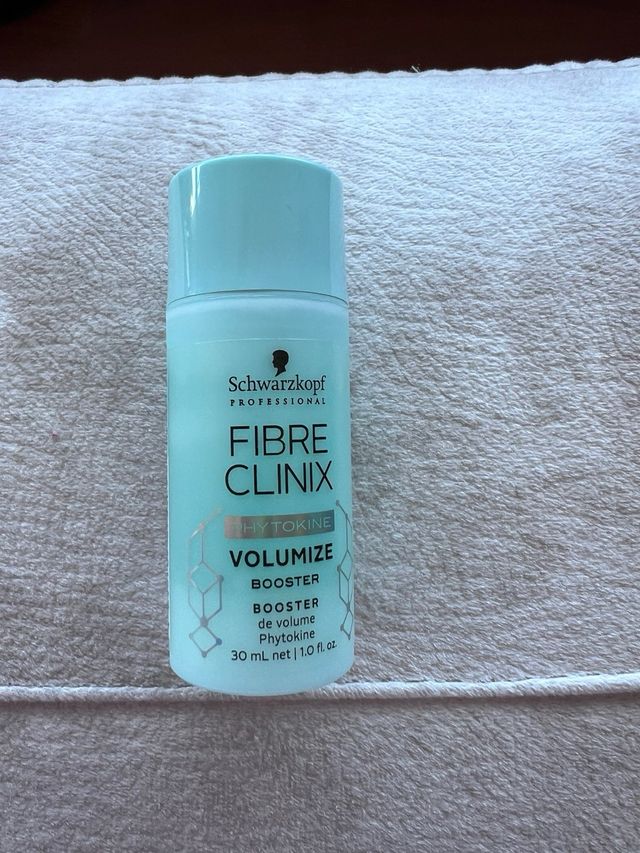 Schwarzkopf
PROFESSIONAL
FIBRE
CLINIX
PHYTOKINE
VOLUMIZE
BOOSTER
BOOSTER
de volume
Phytokine
30 mL net | 1.0 fl. oz.